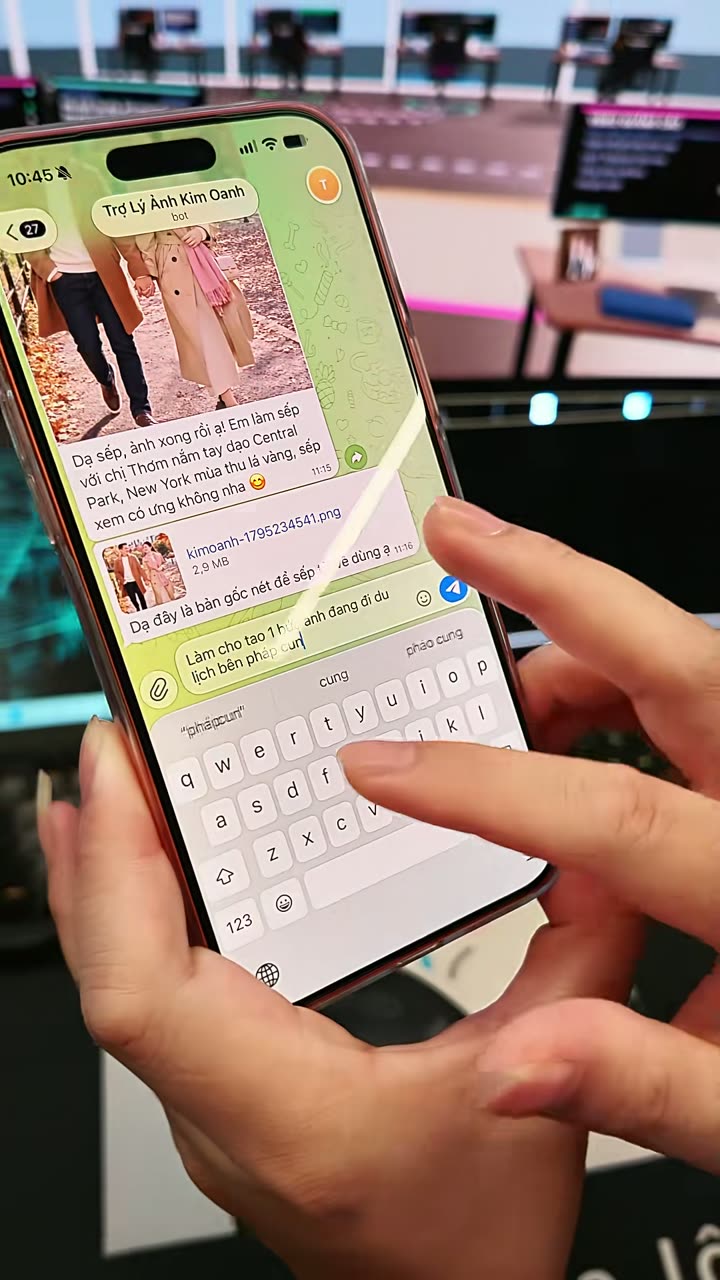 10:45
27
Trợ Lý Ảnh Kim Oanh
bot
T
Dạ sếp, ảnh xong rồi ạ! Em làm sếp
với chị Thơm nắm tay dạo Central
Park, New York mùa thu lá vàng, sếp
xem có ưng không nha 😊
11:15
kimoanh-1795234541.png
2,9 MB
Dạ đây là bản gốc nét để sếp về dùng ạ 11:16
Làm cho tao 1 bức anh đang đi du
lịch bên pháp cun
"phápcun" cung pháo cung
q w e r t y u i o p
a s d f j k l
z x c v
123